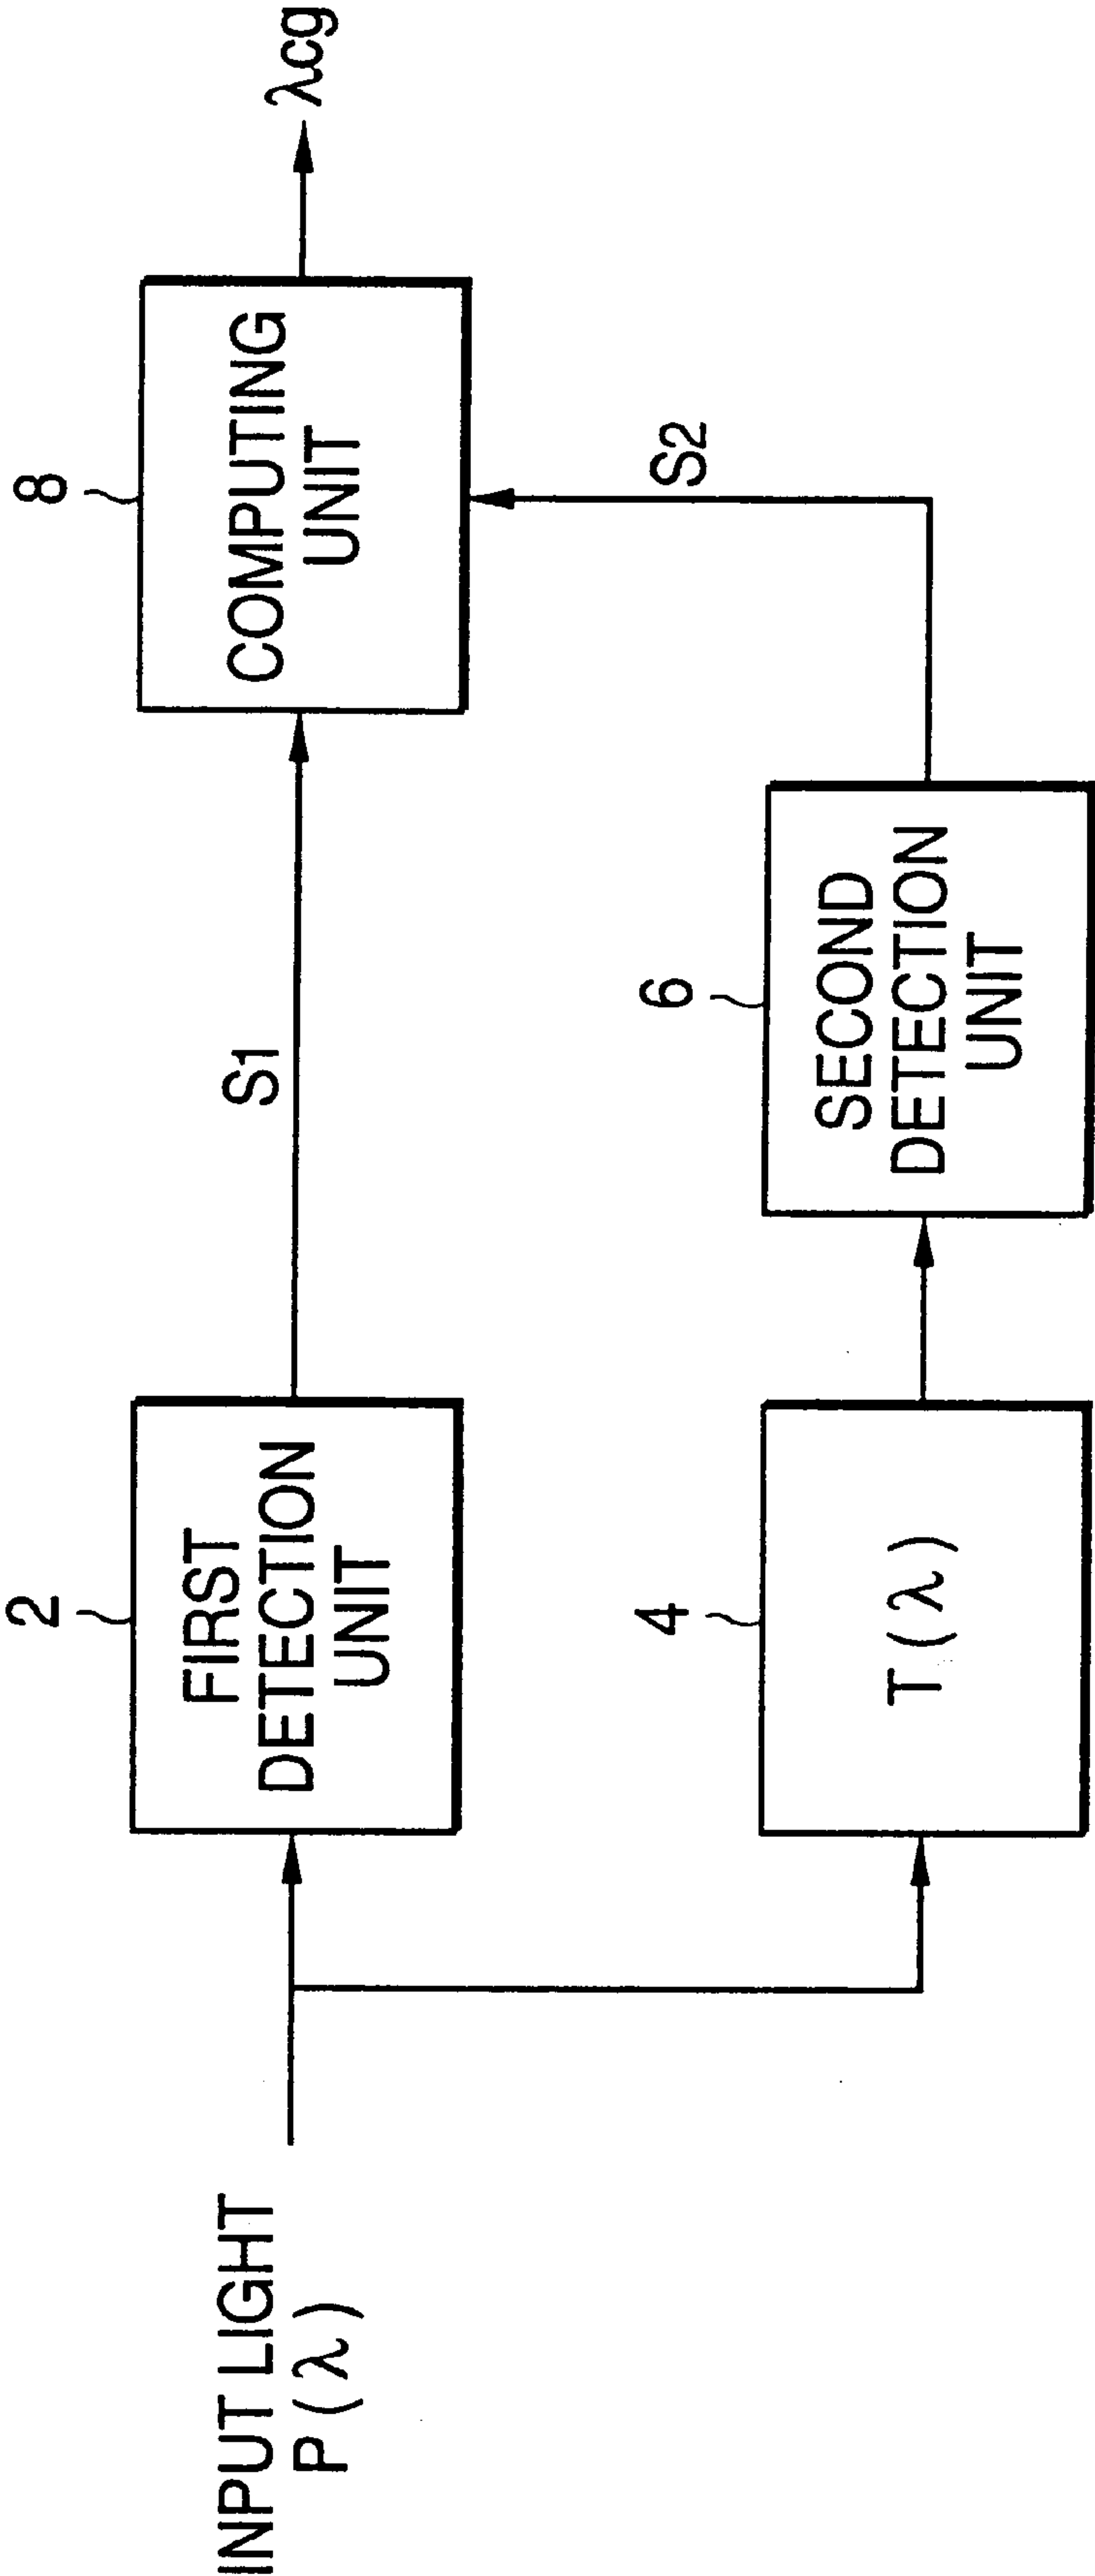 INPUT LIGHT
P ( λ )
2
FIRST
DETECTION
UNIT
S1
8
COMPUTING
UNIT
λcg
4
T ( λ )
6
SECOND
DETECTION
UNIT
S2